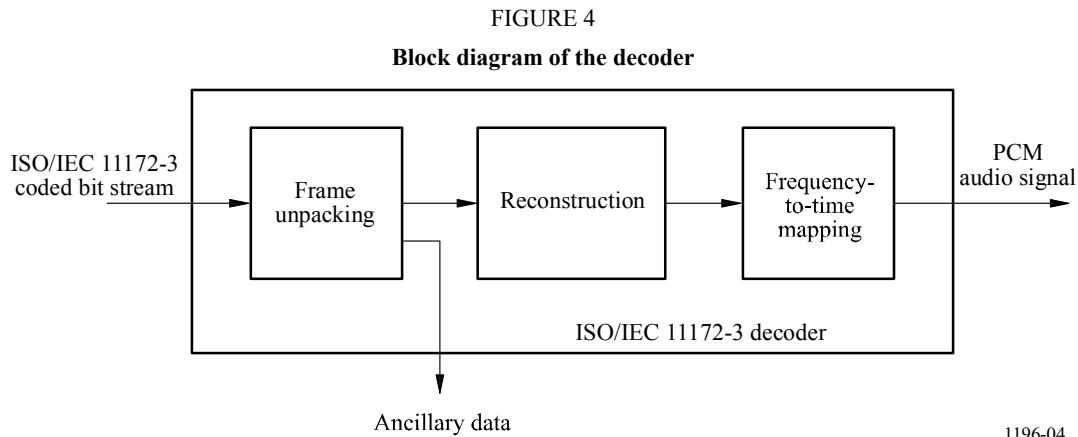 FIGURE 4
Block diagram of the decoder
ISO/IEC 11172-3
coded bit stream
Frame
unpacking
Reconstruction
Frequency-
to-time
mapping
PCM
audio signal
ISO/IEC 11172-3 decoder
Ancillary data
1196-04